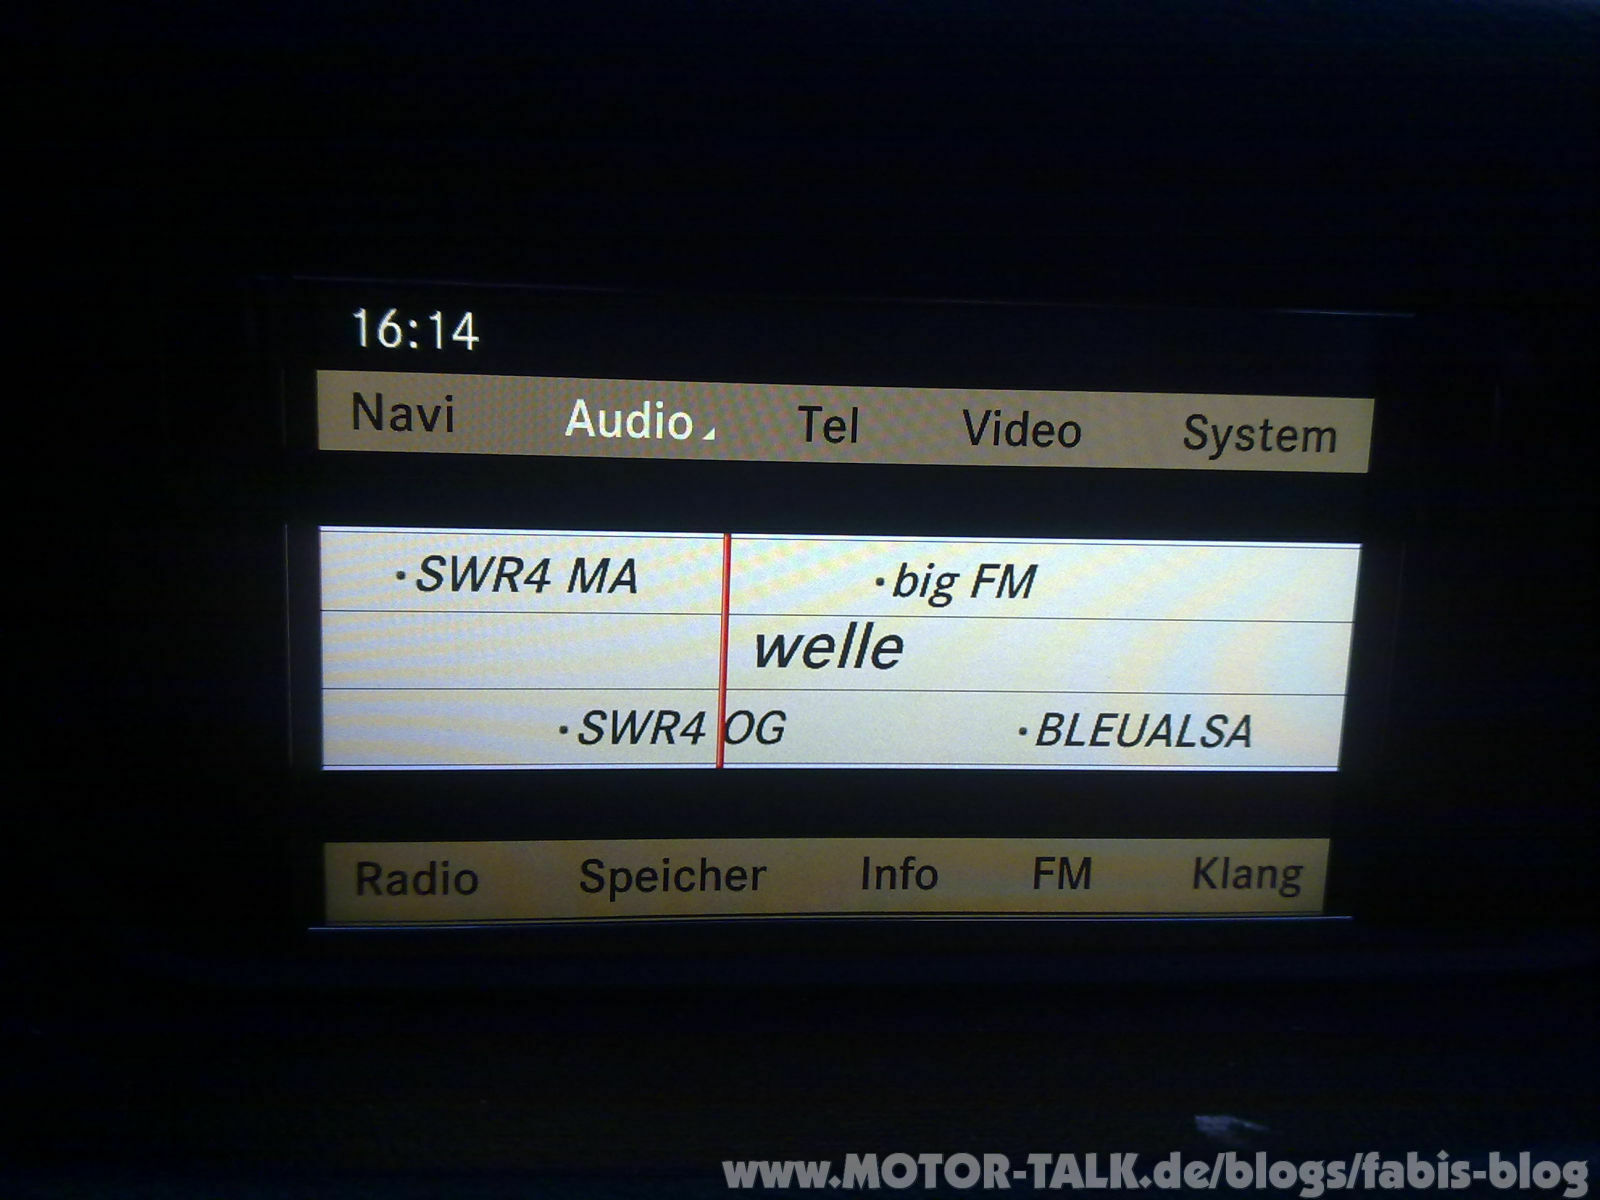 16:14
Navi Audio Tel Video System
·SWR4 MA ·big FM
welle
·SWR4 OG ·BLEUALSA
Radio Speicher Info FM Klang
www.MOTOR-TALK.de/blogs/fabis-blog